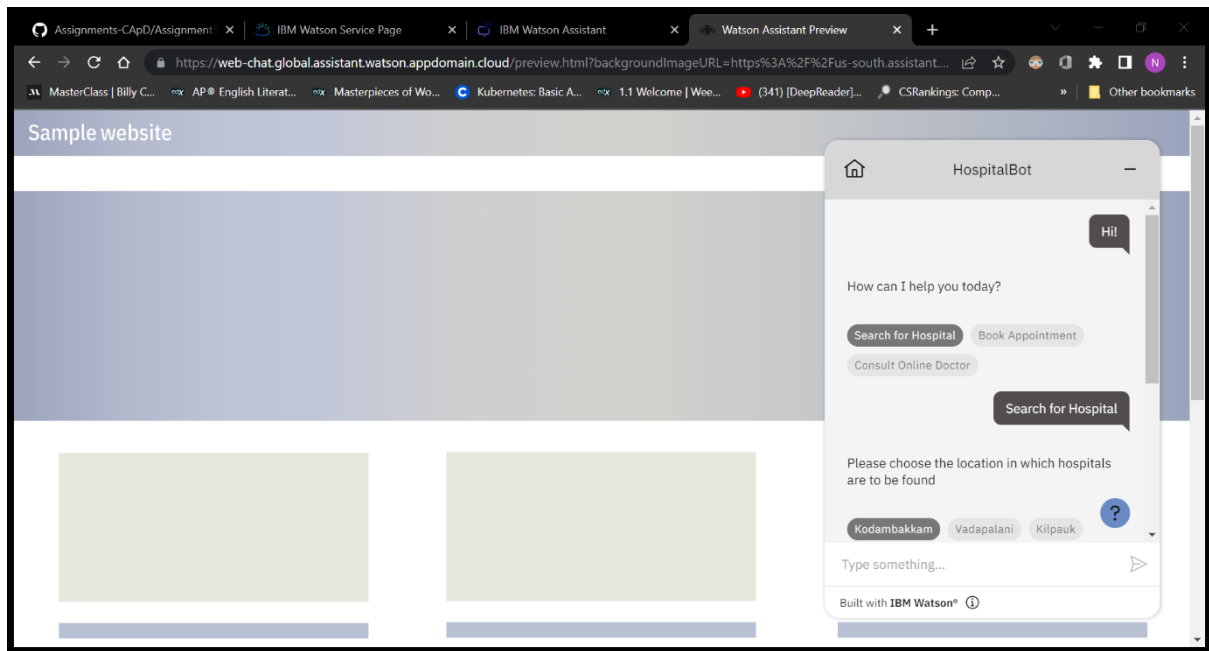 Assignments-CApD/Assignment
IBM Watson Service Page
IBM Watson Assistant
Watson Assistant Preview
https://web-chat.global.assistant.watson.appdomain.cloud/preview.html?backgroundImageURL=https%3A%2F%2Fus-south.assistant....
N
MasterClass | Billy C...
AP® English Literat...
Masterpieces of Wo...
Kubernetes: Basic A...
1.1 Welcome | Wee...
(341) [DeepReader]...
CSRankings: Comp...
»
Other bookmarks
Sample website
HospitalBot
Hi!
How can I help you today?
Search for Hospital
Book Appointment
Consult Online Doctor
Search for Hospital
Please choose the location in which hospitals
are to be found
?
Kodambakkam
Vadapalani
Kilpauk
Type something...
Built with IBM Watson®